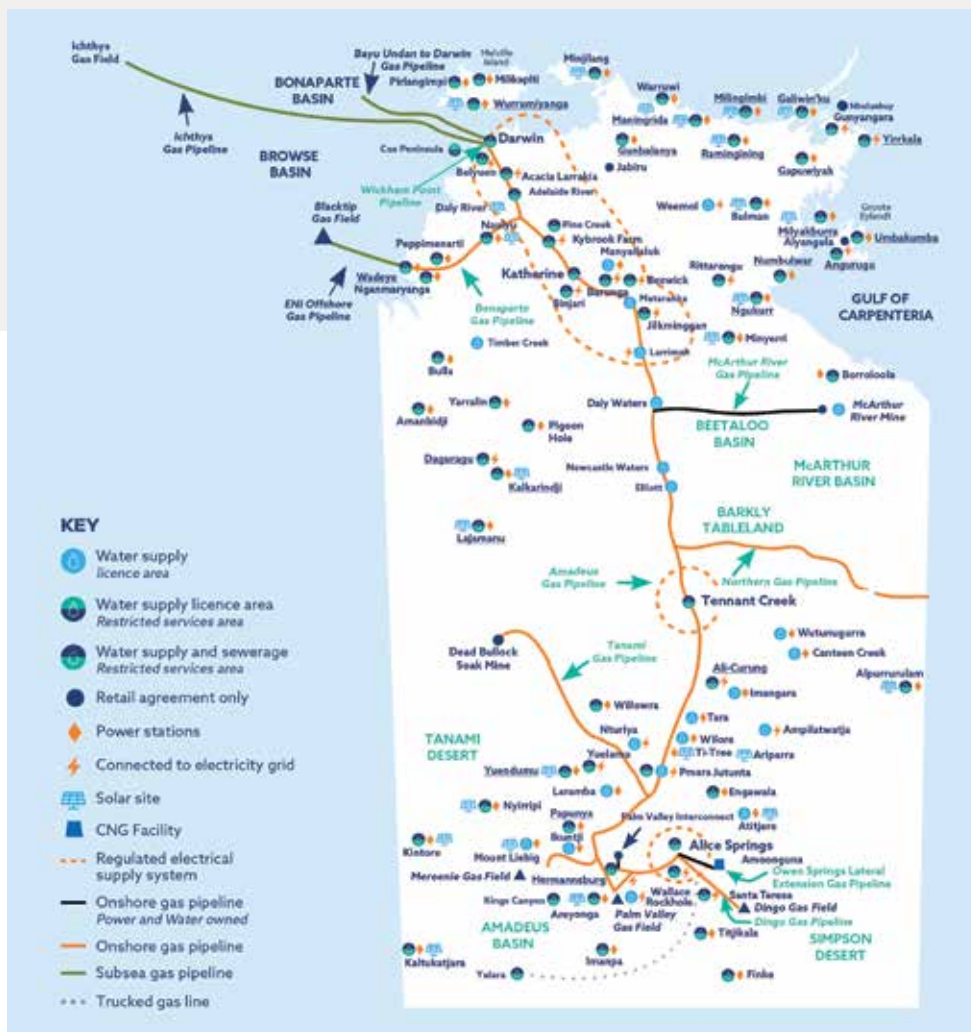 Ichthys
Gas Field
Bayu Undan to Darwin
Gas Pipeline
BONAPARTE
BASIN
Melville
Island
Pirlangimpi
Milikapiti
Wurrumiyanga
Minjilang
Warruwi
Maningrida
Milingimbi
Galiwin'ku
Nhulunbuy
Gunyangara
Yirrkala
Ichthys
Gas Pipeline
BROWSE
BASIN
Darwin
Cox Peninsula
Belyuen
Wickham Point
Pipeline
Acacia Larrakia
Adelaide River
Gunbalanya
Jabiru
Ramingining
Gapuwiyak
Blacktip
Gas Field
Daly River
Nauiyu
Peppimenarti
Wadeye
Nganmarriyanga
Pine Creek
Kybrook Farm
Manyallaluk
Weemol
Bulman
Groote
Eylandt
Milyakburra
Alyangula
Umbakumba
Angurugu
Numbulwar
Rittarangu
Ngukurr
Katherine
Binjari
Barunga
Beswick
Mataranka
Jilkminggan
Minyerri
ENI Offshore
Gas Pipeline
Bonaparte
Gas Pipeline
GULF OF
CARPENTERIA
Timber Creek
Bulla
Larrimah
McArthur River
Gas Pipeline
Borroloola
Yarralin
Amanbidji
Pigeon
Hole
Daly Waters
McArthur
River Mine
BEETALOO
BASIN
Daguragu
Kalkarindji
Newcastle Waters
Elliott
McARTHUR
RIVER BASIN
BARKLY
TABLELAND
Lajamanu
Amadeus
Gas Pipeline
Northern Gas Pipeline
Tennant Creek
Dead Bullock
Soak Mine
Tanami
Gas Pipeline
Wutunugurra
Canteen Creek
Ali-Curung
Imangara
Alpurrurulam
Willowra
Tara
Nturiya
Wilora
Ampilatwatja
TANAMI
DESERT
Yuelamu
Ti-Tree
Ariparra
Yuendumu
Pmara Jutunta
Laramba
Engawala
Nyirripi
Papunya
Palm Valley Interconnect
Atitjere
Ikuntji
Kintore
Mount Liebig
Alice Springs
Amoonguna
Mereenie Gas Field
Hermannsburg
Owen Springs Lateral
Extension Gas Pipeline
Kings Canyon
Areyonga
Wallace
Rockhole
Santa Teresa
Palm Valley
Gas Field
Dingo Gas Field
Dingo Pipeline
AMADEUS
BASIN
Titjikala
SIMPSON
DESERT
Kaltukatjara
Imanpa
Yulara
Finke
KEY
Water supply
licence area
Water supply licence area
Restricted services area
Water supply and sewerage
Restricted services area
Retail agreement only
Power stations
Connected to electricity grid
Solar site
CNG Facility
Regulated electrical
supply system
Onshore gas pipeline
Power and Water owned
Onshore gas pipeline
Subsea gas pipeline
Trucked gas line